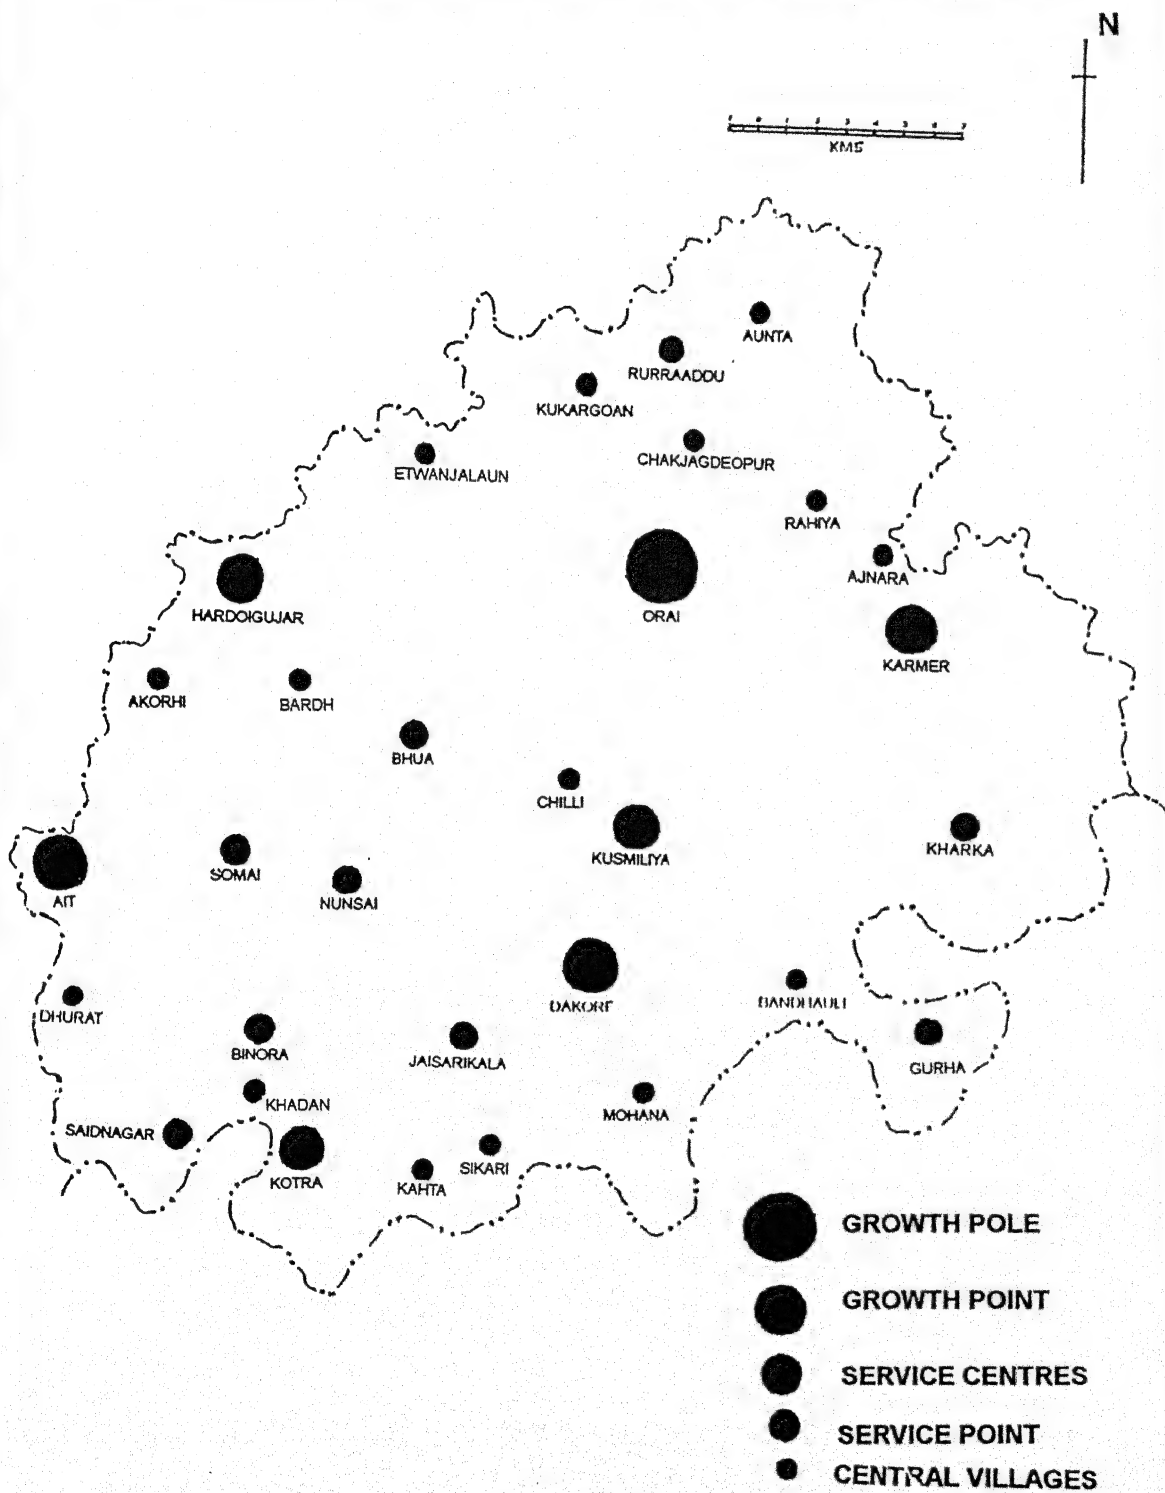 N
KMS
AUNTA
RURRAADDU
KUKARGOAN
CHAKJAGDEOPUR
ETWANJALAUN
RAHIYA
AJNARA
HARDOIGUJAR
ORAI
KARMER
AKORHI
BARDH
BHUA
CHILLI
KUSMILIYA
KHARKA
SOMAI
NUNSAI
AIT
DAKORE
BANDHAULI
DHURAT
BINORA
JAISARIKALA
GURHA
KHADAN
MOHANA
SAIDNAGAR
KOTRA
KAHTA
SIKARI
GROWTH POLE
GROWTH POINT
SERVICE CENTRES
SERVICE POINT
CENTRAL VILLAGES